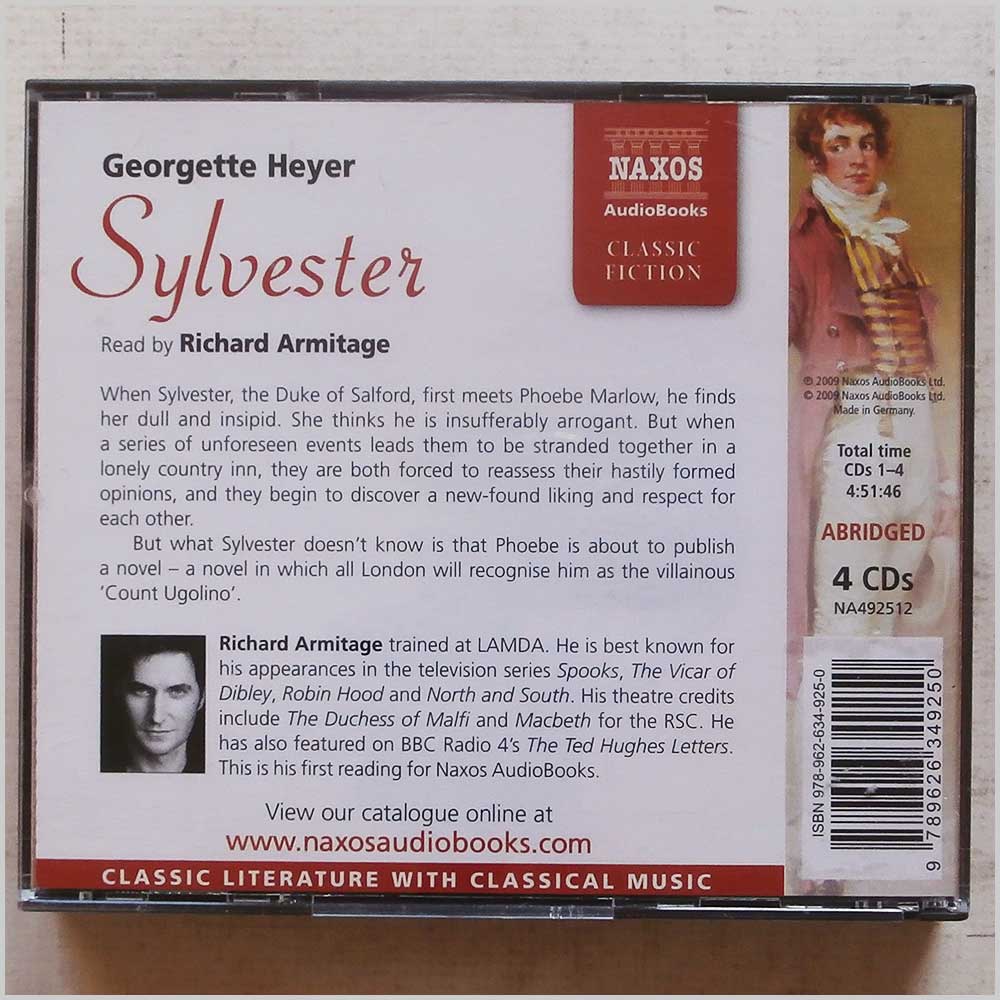 Georgette Heyer
Sylvester
Read by Richard Armitage
When Sylvester, the Duke of Salford, first meets Phoebe Marlow, he finds
her dull and insipid. She thinks he is insufferably arrogant. But when
a series of unforeseen events leads them to be stranded together in a
lonely country inn, they are both forced to reassess their hastily formed
opinions, and they begin to discover a new-found liking and respect for
each other.
But what Sylvester doesn't know is that Phoebe is about to publish
a novel – a novel in which all London will recognise him as the villainous
'Count Ugolino'.
Richard Armitage trained at LAMDA. He is best known for
his appearances in the television series Spooks, The Vicar of
Dibley, Robin Hood and North and South. His theatre credits
include The Duchess of Malfi and Macbeth for the RSC. He
has also featured on BBC Radio 4's The Ted Hughes Letters.
This is his first reading for Naxos AudioBooks.
View our catalogue online at
www.naxosaudiobooks.com
CLASSIC LITERATURE WITH CLASSICAL MUSIC
NAXOS
AudioBooks
CLASSIC
FICTION
℗ 2009 Naxos AudioBooks Ltd.
© 2009 Naxos AudioBooks Ltd.
Made in Germany.
Total time
CDs 1–4
4:51:46
ABRIDGED
4 CDs
NA492512
ISBN 978-962-634-925-0
9 789626 349250